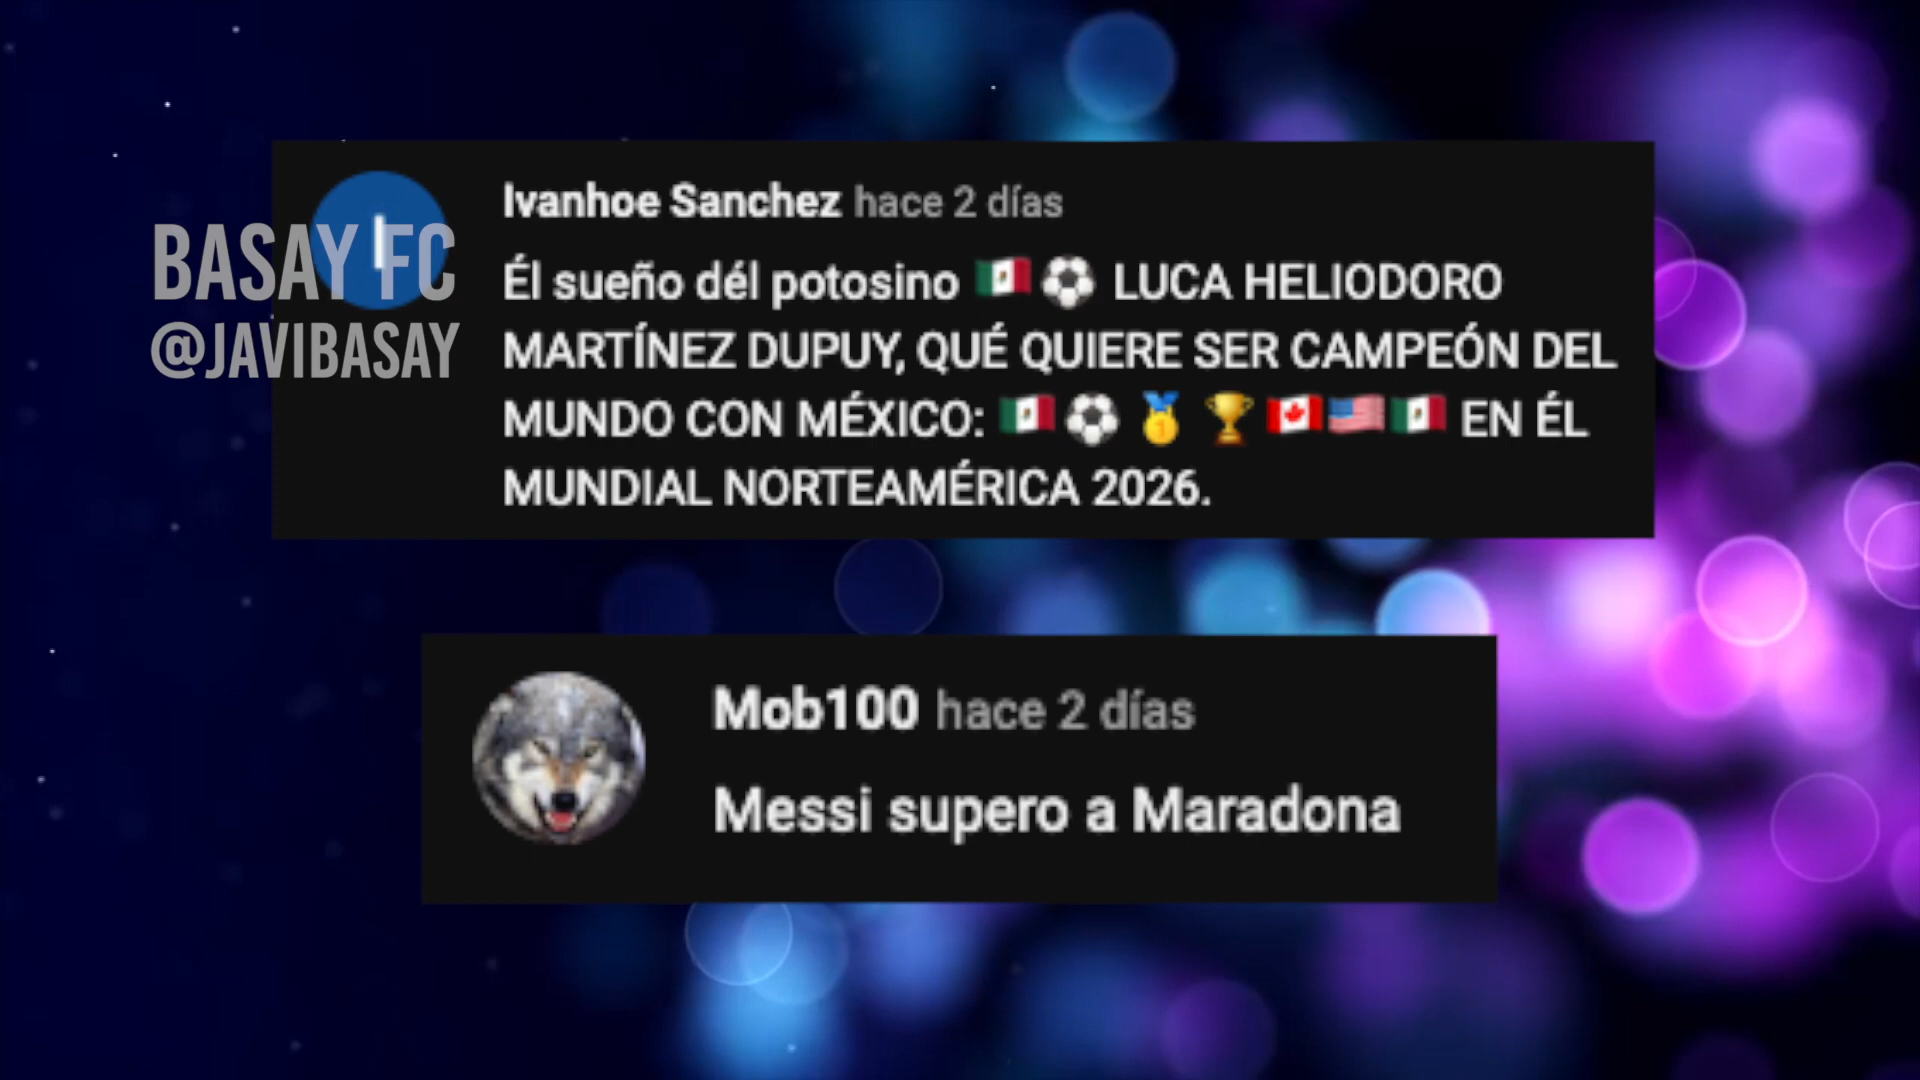 BASAY FC
@JAVIBASAY
I
Ivanhoe Sanchez hace 2 días
Él sueño dél potosino 🇲🇽⚽ LUCA HELIODORO
MARTÍNEZ DUPUY, QUÉ QUIERE SER CAMPEÓN DEL
MUNDO CON MÉXICO: 🇲🇽⚽🥇🏆🇨🇦🇺🇸🇲🇽 EN ÉL
MUNDIAL NORTEAMÉRICA 2026.
Mob100 hace 2 días
Messi supero a Maradona